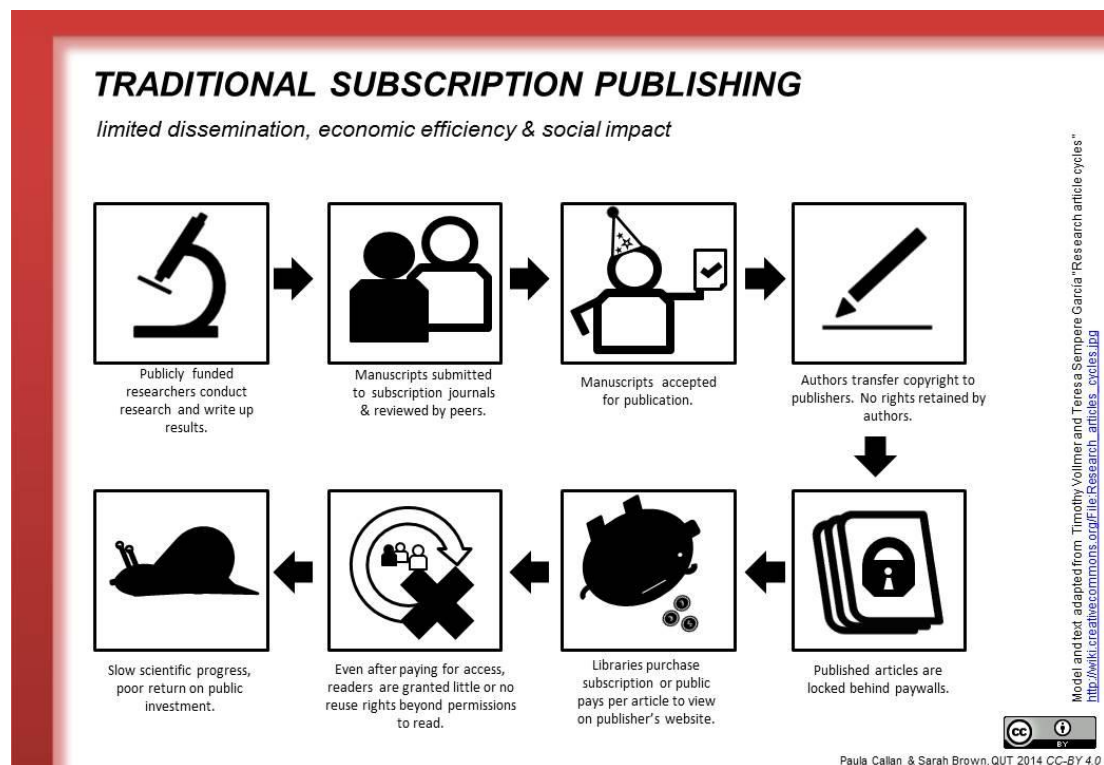 TRADITIONAL SUBSCRIPTION PUBLISHING
limited dissemination, economic efficiency & social impact
Publicly funded
researchers conduct
research and write up
results.
Manuscripts submitted
to subscription journals
& reviewed by peers.
Manuscripts accepted
for publication.
Authors transfer copyright to
publishers. No rights retained by
authors.
Published articles are
locked behind paywalls.
Libraries purchase
subscription or public
pays per article to view
on publisher's website.
Even after paying for access,
readers are granted little or no
reuse rights beyond permissions
to read.
Slow scientific progress,
poor return on public
investment.
Model and text adapted from Timothy Vollmer and Teresa Sempere García "Research article cycles"
http://wiki.creativecommons.org/File:Research_articles_cycles.jpg
cc
BY
Paula Callan & Sarah Brown, QUT 2014 CC-BY 4.0